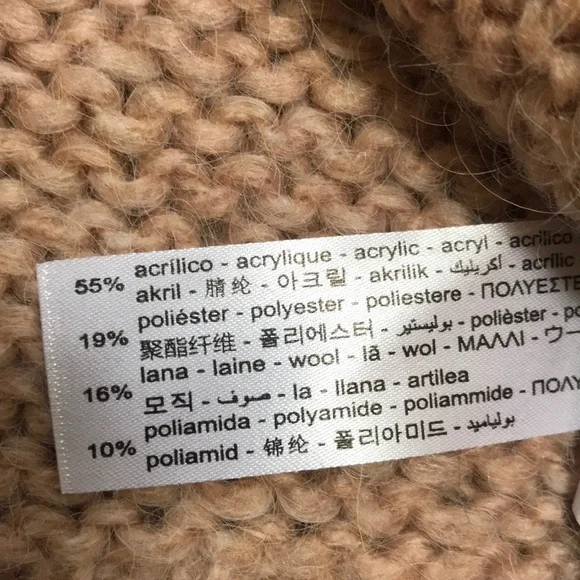 55% acrílico - acrylique - acrylic - acryl - acrílico
akril - 腈纶 - 아크릴 - akrilik - أكريليك - acrílic
poliéster - polyester - poliestere - ΠΟΛΥΕΣΤΕ
19% 聚酯纤维 - 폴리에스터 - بوليستير - polièster - po
lana - laine - wool - lã - wol - ΜΑΛΛΙ - ウー
16% 모직 - صوف - la - llana - artilea
poliamida - polyamide - poliammide - ΠΟΛΥ
10% poliamid - 锦纶 - 폴리아미드 - بولياميد